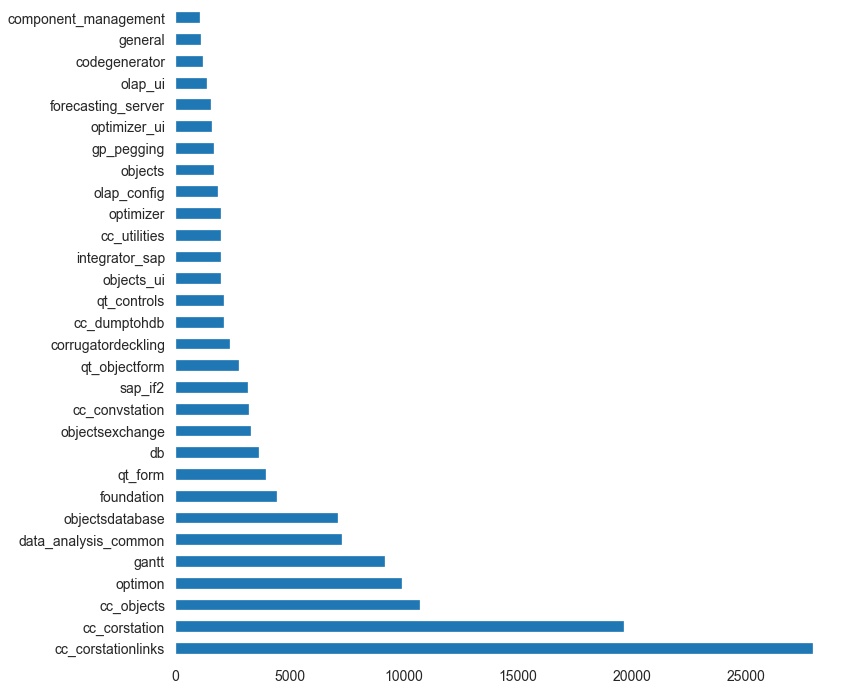 component_management
general
codegenerator
olap_ui
forecasting_server
optimizer_ui
gp_pegging
objects
olap_config
optimizer
cc_utilities
integrator_sap
objects_ui
qt_controls
cc_dumptohdb
corrugatordeckling
qt_objectform
sap_if2
cc_convstation
objectsexchange
db
qt_form
foundation
objectsdatabase
data_analysis_common
gantt
optimon
cc_objects
cc_corstation
cc_corstationlinks
0 5000 10000 15000 20000 25000